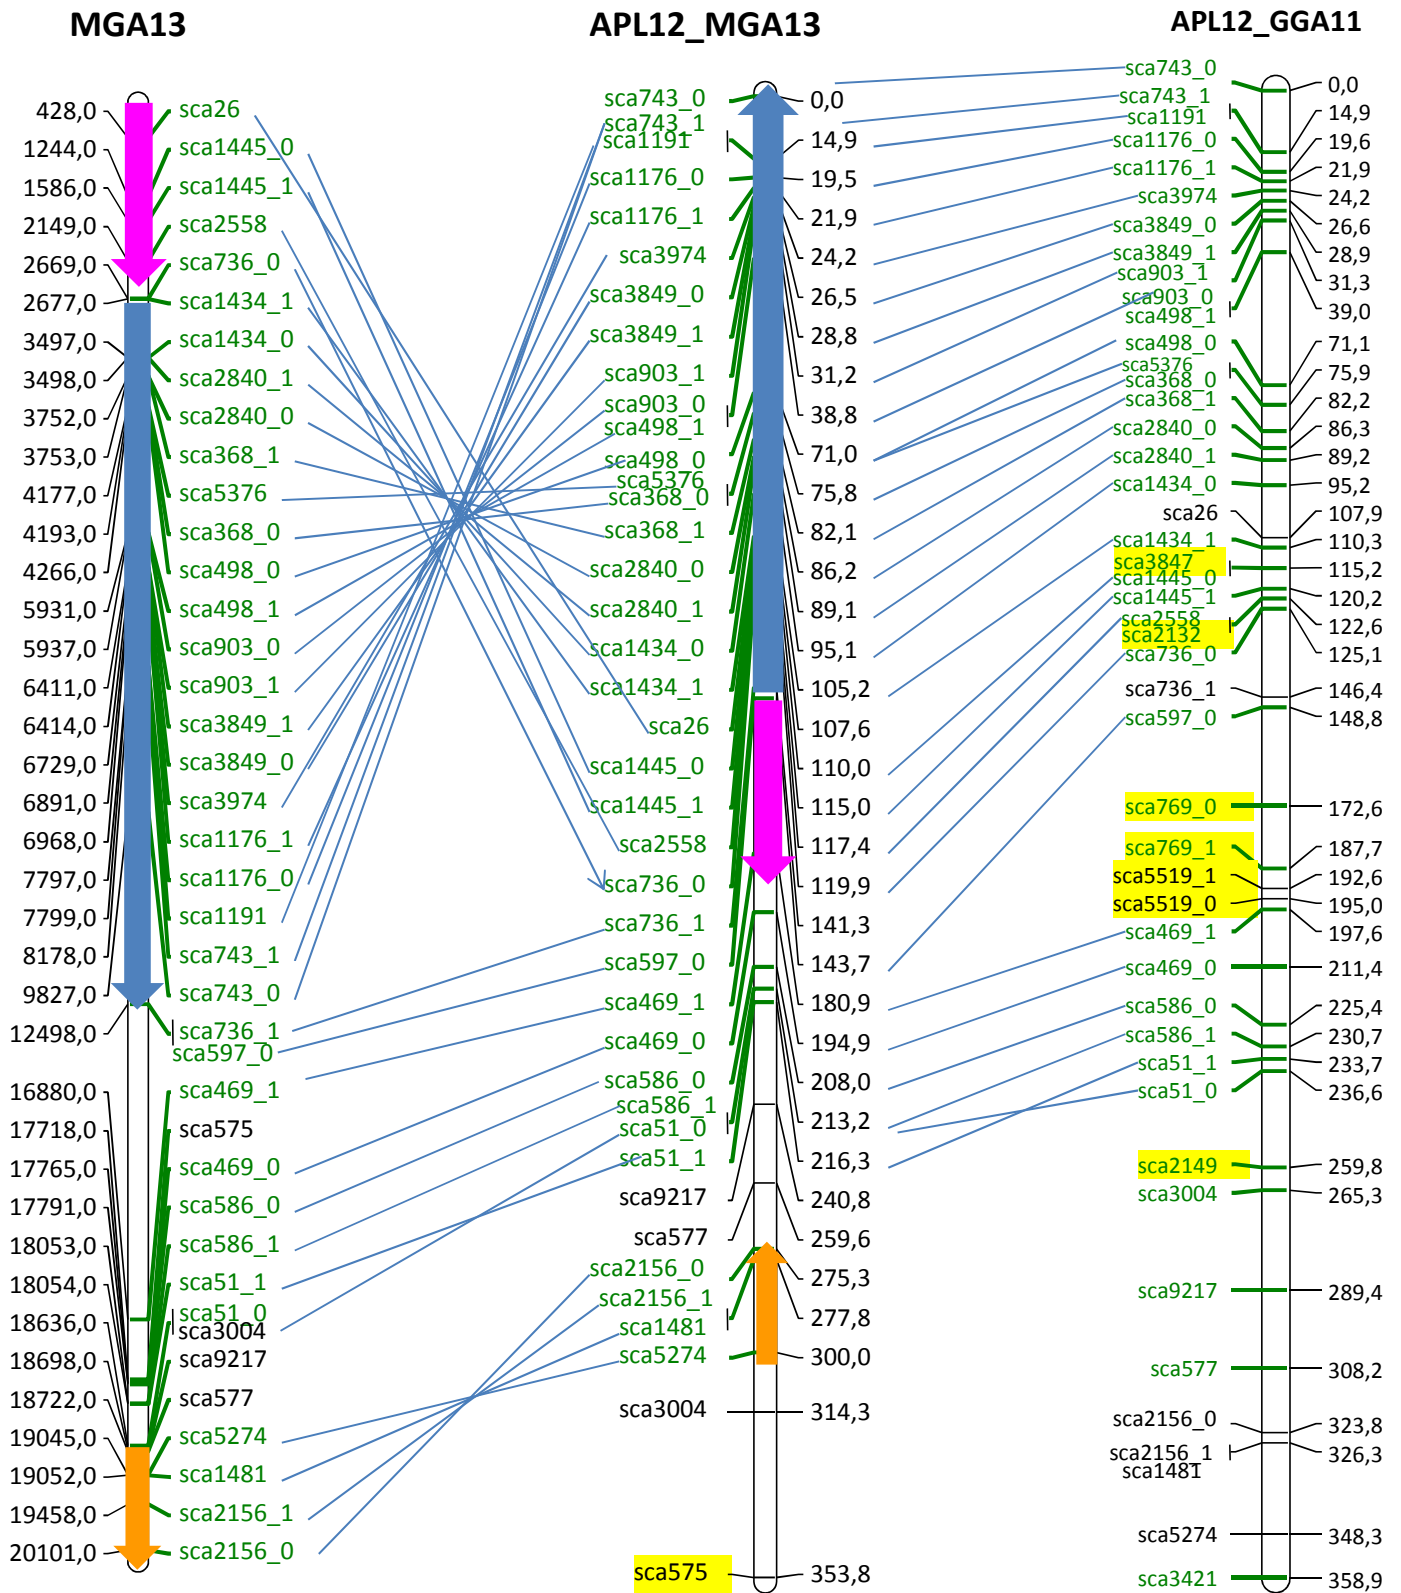 MGA13
428,0
1244,0
1586,0
2149,0
2669,0
2677,0
3497,0
3498,0
3752,0
3753,0
4177,0
4193,0
4266,0
5931,0
5937,0
6411,0
6414,0
6729,0
6891,0
6968,0
7797,0
7799,0
8178,0
9827,0
12498,0
16880,0
17718,0
17765,0
17791,0
18053,0
18054,0
18636,0
18698,0
18722,0
19045,0
19052,0
19458,0
20101,0
sca26
sca1445_0
sca1445_1
sca2558
sca736_0
sca1434_1
sca1434_0
sca2840_1
sca2840_0
sca368_1
sca5376
sca368_0
sca498_0
sca498_1
sca903_0
sca903_1
sca3849_1
sca3849_0
sca3974
sca1176_1
sca1176_0
sca1191
sca743_1
sca743_0
sca736_1
sca597_0
sca469_1
sca575
sca469_0
sca586_0
sca586_1
sca51_1
sca51_0
sca3004
sca9217
sca577
sca5274
sca1481
sca2156_1
sca2156_0
APL12_MGA13
sca743_0
sca743_1
sca1191
sca1176_0
sca1176_1
sca3974
sca3849_0
sca3849_1
sca903_1
sca903_0
sca498_1
sca498_0
sca5376
sca368_0
sca368_1
sca2840_0
sca2840_1
sca1434_0
sca1434_1
sca26
sca1445_0
sca1445_1
sca2558
sca736_0
sca736_1
sca597_0
sca469_1
sca469_0
sca586_0
sca586_1
sca51_0
sca51_1
sca9217
sca577
sca2156_0
sca2156_1
sca1481
sca5274
sca3004
sca575
0,0
14,9
19,5
21,9
24,2
26,5
28,8
31,2
38,8
71,0
75,8
82,1
86,2
89,1
95,1
105,2
107,6
110,0
115,0
117,4
119,9
141,3
143,7
180,9
194,9
208,0
213,2
216,3
240,8
259,6
275,3
277,8
300,0
314,3
353,8
APL12_GGA11
sca743_0
sca743_1
sca1191
sca1176_0
sca1176_1
sca3974
sca3849_0
sca3849_1
sca903_1
sca903_0
sca498_1
sca498_0
sca5376
sca368_0
sca368_1
sca2840_0
sca2840_1
sca1434_0
sca26
sca1434_1
sca3847
sca1445_0
sca1445_1
sca2558
sca2132
sca736_0
sca736_1
sca597_0
sca769_0
sca769_1
sca5519_1
sca5519_0
sca469_1
sca469_0
sca586_0
sca586_1
sca51_1
sca51_0
sca2149
sca3004
sca9217
sca577
sca2156_0
sca2156_1
sca1481
sca5274
sca3421
0,0
14,9
19,6
21,9
24,2
26,6
28,9
31,3
39,0
71,1
75,9
82,2
86,3
89,2
95,2
107,9
110,3
115,2
120,2
122,6
125,1
146,4
148,8
172,6
187,7
192,6
195,0
197,6
211,4
225,4
230,7
233,7
236,6
259,8
265,3
289,4
308,2
323,8
326,3
348,3
358,9